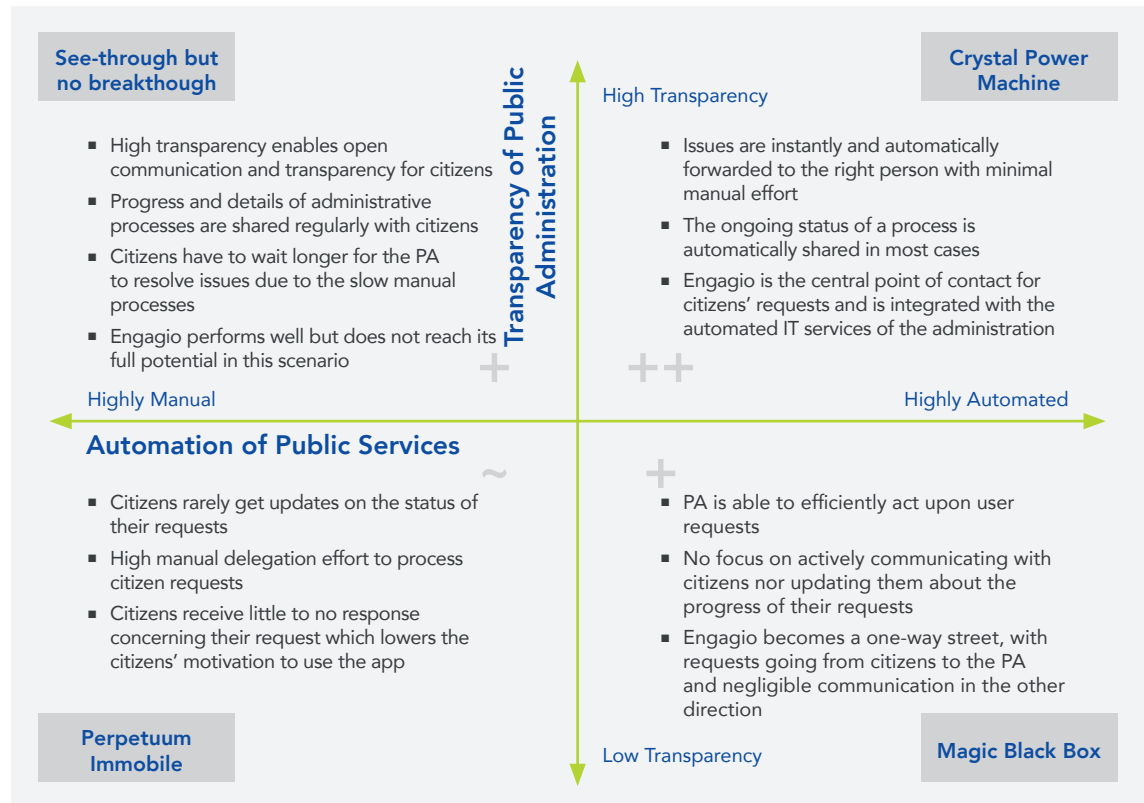 See-through but
no breakthough
■ High transparency enables open
communication and transparency for citizens
■ Progress and details of administrative
processes are shared regularly with citizens
■ Citizens have to wait longer for the PA
to resolve issues due to the slow manual
processes
■ Engagio performs well but does not reach its
full potential in this scenario
+
Transparency of Public
Administration
High Transparency
Crystal Power
Machine
■ Issues are instantly and automatically
forwarded to the right person with minimal
manual effort
■ The ongoing status of a process is
automatically shared in most cases
■ Engagio is the central point of contact for
citizens’ requests and is integrated with the
automated IT services of the administration
++
Highly Manual
Highly Automated
Automation of Public Services
~
■ Citizens rarely get updates on the status of
their requests
■ High manual delegation effort to process
citizen requests
■ Citizens receive little to no response
concerning their request which lowers the
citizens’ motivation to use the app
Perpetuum
Immobile
+
■ PA is able to efficiently act upon user
requests
■ No focus on actively communicating with
citizens nor updating them about the
progress of their requests
■ Engagio becomes a one-way street, with
requests going from citizens to the PA
and negligible communication in the other
direction
Low Transparency
Magic Black Box